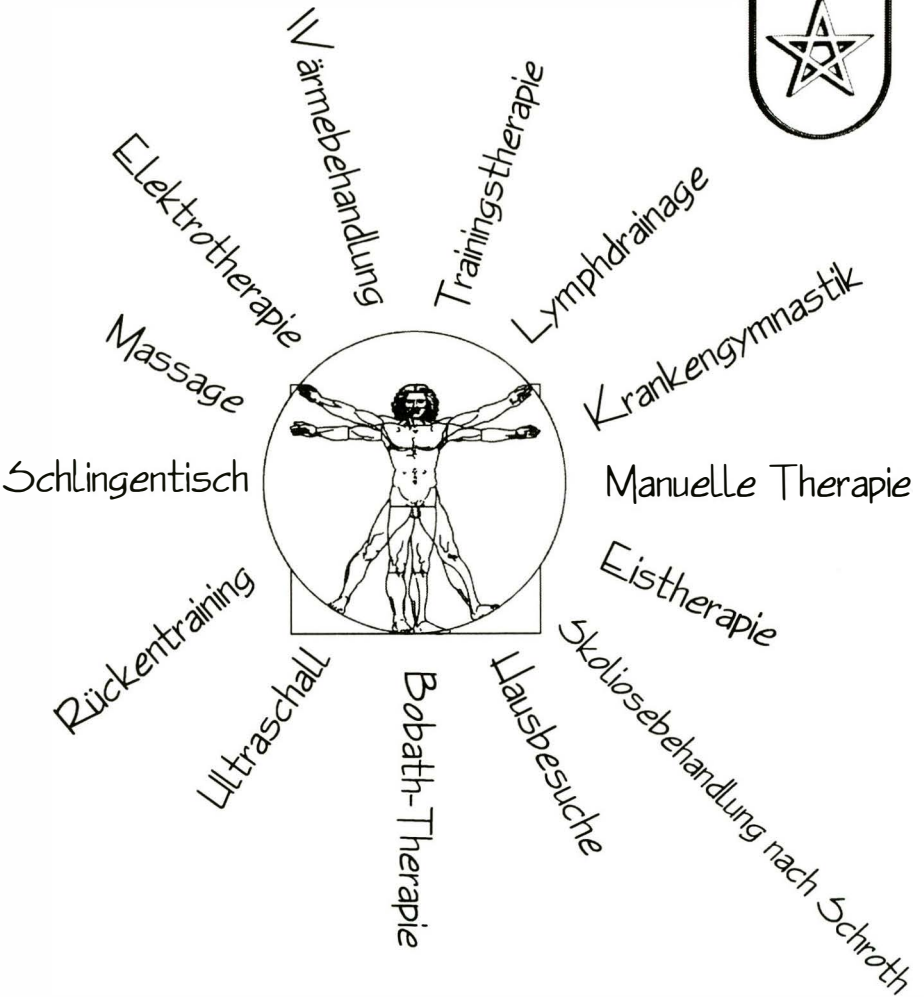 Wärmebehandlung
Trainingstherapie
Lymphdrainage
Krankengymnastik
Manuelle Therapie
Eistherapie
Skoliosebehandlung nach Schroth
Hausbesuche
Bobath-Therapie
Ultraschall
Rückentraining
Schlingentisch
Massage
Elektrotherapie